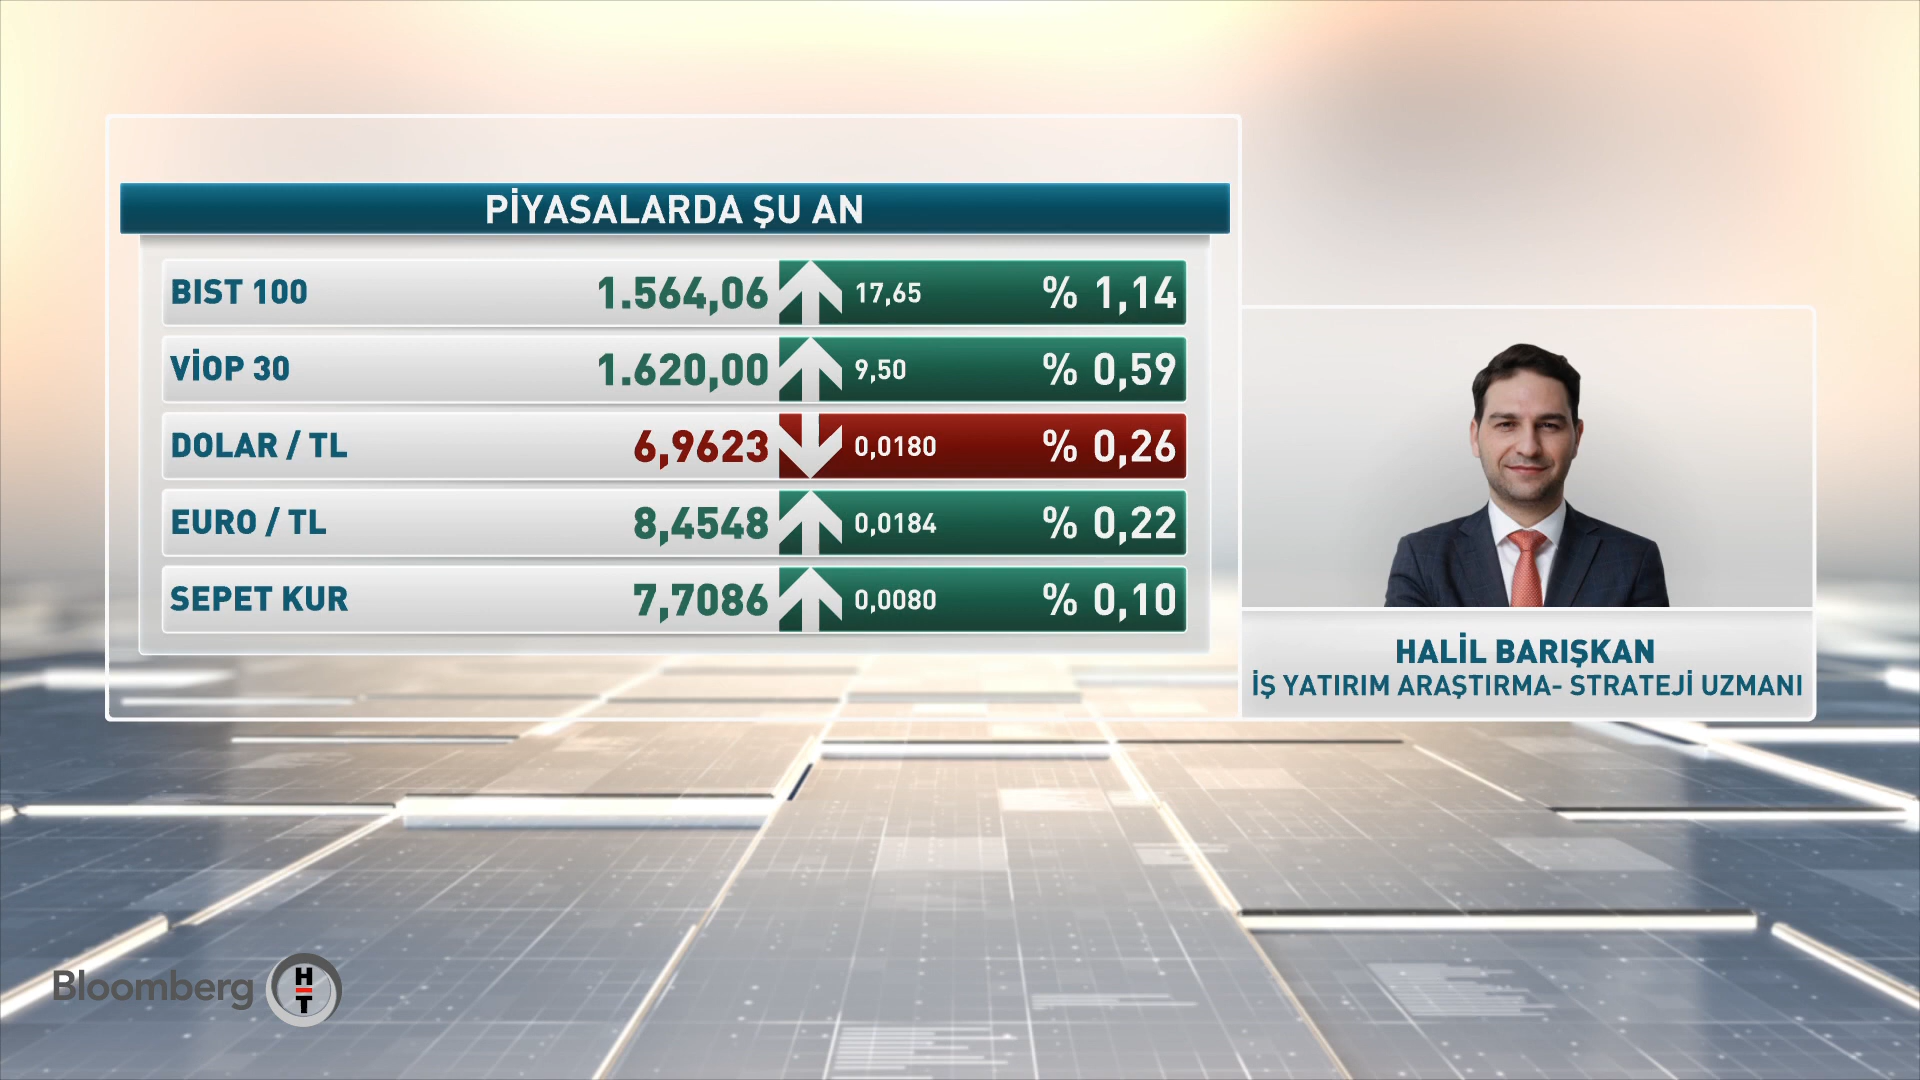 PİYASALARDA ŞU AN
BIST 100 1.564,06 17,65 % 1,14
VİOP 30 1.620,00 9,50 % 0,59
DOLAR / TL 6,9623 0,0180 % 0,26
EURO / TL 8,4548 0,0184 % 0,22
SEPET KUR 7,7086 0,0080 % 0,10
HALİL BARIŞKAN
İŞ YATIRIM ARAŞTIRMA- STRATEJİ UZMANI
Bloomberg HT